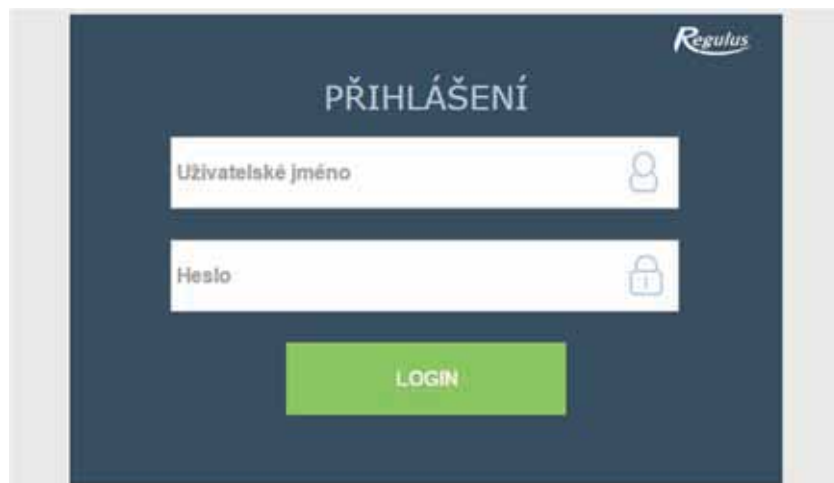 Regulus
PŘIHLÁŠENÍ
Uživatelské jméno
Heslo
LOGIN